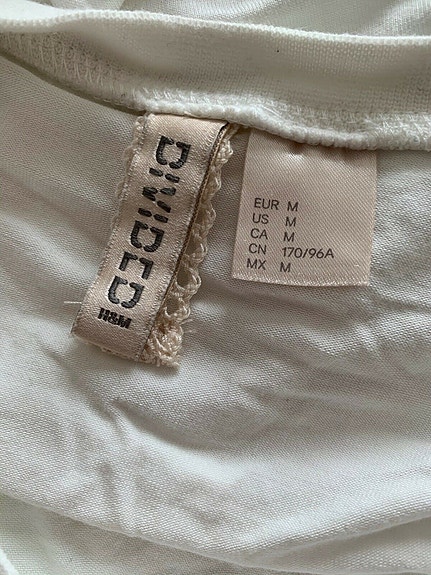 DIVIDED
H&M
EUR M
US M
CA M
CN 170/96A
MX M